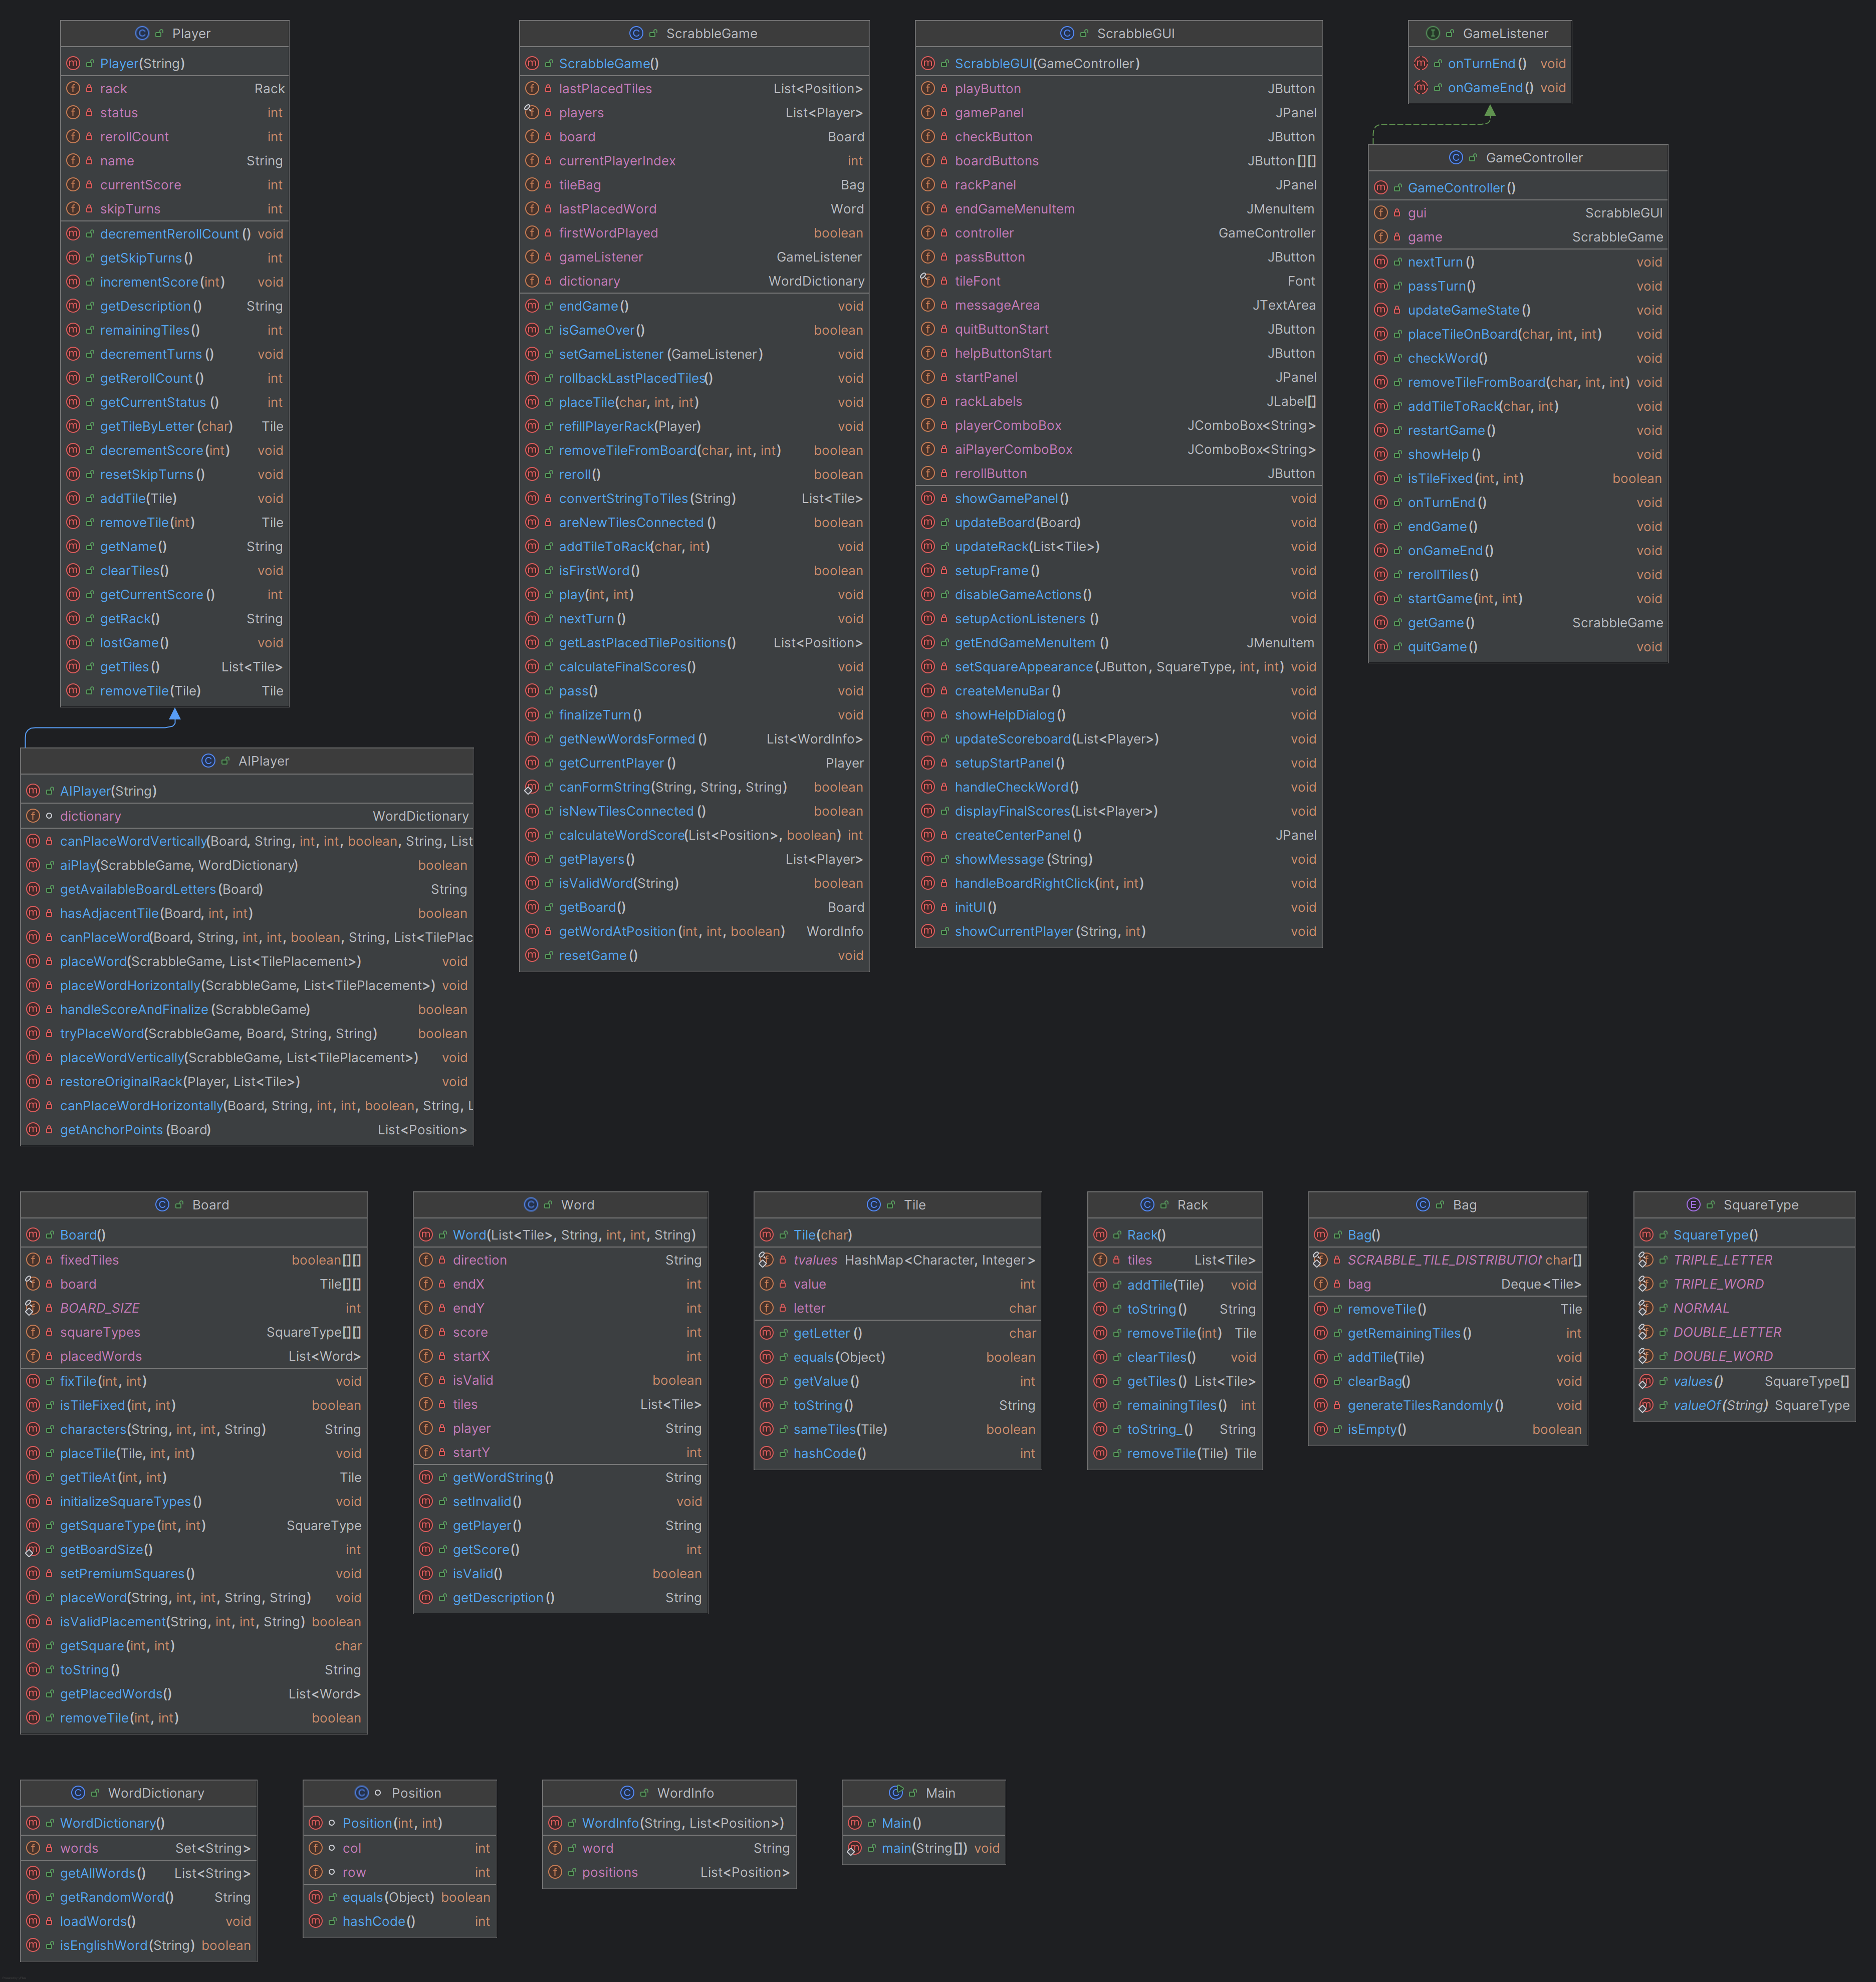 Player
Player(String)
rack Rack
status int
rerollCount int
name String
currentScore int
skipTurns int
decrementRerollCount() void
getSkipTurns() int
incrementScore(int) void
getDescription() String
remainingTiles() int
decrementTurns() void
getRerollCount() int
getCurrentStatus() int
getTileByLetter(char) Tile
decrementScore(int) void
resetSkipTurns() void
addTile(Tile) void
removeTile(int) Tile
getName() String
clearTiles() void
getCurrentScore() int
getRack() String
lostGame() void
getTiles() List<Tile>
removeTile(Tile) Tile
AIPlayer
AIPlayer(String)
dictionary WordDictionary
canPlaceWordVertically(Board, String, int, int, boolean, String, List
aiPlay(ScrabbleGame, WordDictionary) boolean
getAvailableBoardLetters(Board) String
hasAdjacentTile(Board, int, int) boolean
canPlaceWord(Board, String, int, int, boolean, String, List<TilePlac
placeWord(ScrabbleGame, List<TilePlacement>) void
placeWordHorizontally(ScrabbleGame, List<TilePlacement>) void
handleScoreAndFinalize(ScrabbleGame) boolean
tryPlaceWord(ScrabbleGame, Board, String, String) boolean
placeWordVertically(ScrabbleGame, List<TilePlacement>) void
restoreOriginalRack(Player, List<Tile>) void
canPlaceWordHorizontally(Board, String, int, int, boolean, String, L
getAnchorPoints(Board) List<Position>
ScrabbleGame
ScrabbleGame()
lastPlacedTiles List<Position>
players List<Player>
board Board
currentPlayerIndex int
tileBag Bag
lastPlacedWord Word
firstWordPlayed boolean
gameListener GameListener
dictionary WordDictionary
endGame() void
isGameOver() boolean
setGameListener(GameListener) void
rollbackLastPlacedTiles() void
placeTile(char, int, int) void
refillPlayerRack(Player) void
removeTileFromBoard(char, int, int) boolean
reroll() boolean
convertStringToTiles(String) List<Tile>
areNewTilesConnected() boolean
addTileToRack(char, int) void
isFirstWord() boolean
play(int, int) void
nextTurn() void
getLastPlacedTilePositions() List<Position>
calculateFinalScores() void
pass() void
finalizeTurn() void
getNewWordsFormed() List<WordInfo>
getCurrentPlayer() Player
canFormString(String, String, String) boolean
isNewTilesConnected() boolean
calculateWordScore(List<Position>, boolean) int
getPlayers() List<Player>
isValidWord(String) boolean
getBoard() Board
getWordAtPosition(int, int, boolean) WordInfo
resetGame() void
ScrabbleGUI
ScrabbleGUI(GameController)
playButton JButton
gamePanel JPanel
checkButton JButton
boardButtons JButton[][]
rackPanel JPanel
endGameMenuItem JMenuItem
controller GameController
passButton JButton
tileFont Font
messageArea JTextArea
quitButtonStart JButton
helpButtonStart JButton
startPanel JPanel
rackLabels JLabel[]
playerComboBox JComboBox<String>
aiPlayerComboBox JComboBox<String>
rerollButton JButton
showGamePanel() void
updateBoard(Board) void
updateRack(List<Tile>) void
setupFrame() void
disableGameActions() void
setupActionListeners() void
getEndGameMenuItem() JMenuItem
setSquareAppearance(JButton, SquareType, int, int) void
createMenuBar() void
showHelpDialog() void
updateScoreboard(List<Player>) void
setupStartPanel() void
handleCheckWord() void
displayFinalScores(List<Player>) void
createCenterPanel() JPanel
showMessage(String) void
handleBoardRightClick(int, int) void
initUI() void
showCurrentPlayer(String, int) void
GameListener
onTurnEnd() void
onGameEnd() void
GameController
GameController()
gui ScrabbleGUI
game ScrabbleGame
nextTurn() void
passTurn() void
updateGameState() void
placeTileOnBoard(char, int, int) void
checkWord() void
removeTileFromBoard(char, int, int) void
addTileToRack(char, int) void
restartGame() void
showHelp() void
isTileFixed(int, int) boolean
onTurnEnd() void
endGame() void
onGameEnd() void
rerollTiles() void
startGame(int, int) void
getGame() ScrabbleGame
quitGame() void
Board
Board()
fixedTiles boolean[][]
board Tile[][]
BOARD_SIZE int
squareTypes SquareType[][]
placedWords List<Word>
fixTile(int, int) void
isTileFixed(int, int) boolean
characters(String, int, int, String) String
placeTile(Tile, int, int) void
getTileAt(int, int) Tile
initializeSquareTypes() void
getSquareType(int, int) SquareType
getBoardSize() int
setPremiumSquares() void
placeWord(String, int, int, String, String) void
isValidPlacement(String, int, int, String) boolean
getSquare(int, int) char
toString() String
getPlacedWords() List<Word>
removeTile(int, int) boolean
Word
Word(List<Tile>, String, int, int, String)
direction String
endX int
endY int
score int
startX int
isValid boolean
tiles List<Tile>
player String
startY int
getWordString() String
setInvalid() void
getPlayer() String
getScore() int
isValid() boolean
getDescription() String
Tile
Tile(char)
tvalues HashMap<Character, Integer>
value int
letter char
getLetter() char
equals(Object) boolean
getValue() int
toString() String
sameTiles(Tile) boolean
hashCode() int
Rack
Rack()
tiles List<Tile>
addTile(Tile) void
toString() String
removeTile(int) Tile
clearTiles() void
getTiles() List<Tile>
remainingTiles() int
toString_() String
removeTile(Tile) Tile
Bag
Bag()
SCRABBLE_TILE_DISTRIBUTION char[]
bag Deque<Tile>
removeTile() Tile
getRemainingTiles() int
addTile(Tile) void
clearBag() void
generateTilesRandomly() void
isEmpty() boolean
SquareType
SquareType()
TRIPLE_LETTER
TRIPLE_WORD
NORMAL
DOUBLE_LETTER
DOUBLE_WORD
values() SquareType[]
valueOf(String) SquareType
WordDictionary
WordDictionary()
words Set<String>
getAllWords() List<String>
getRandomWord() String
loadWords() void
isEnglishWord(String) boolean
Position
Position(int, int)
col int
row int
equals(Object) boolean
hashCode() int
WordInfo
WordInfo(String, List<Position>)
word String
positions List<Position>
Main
Main()
main(String[]) void